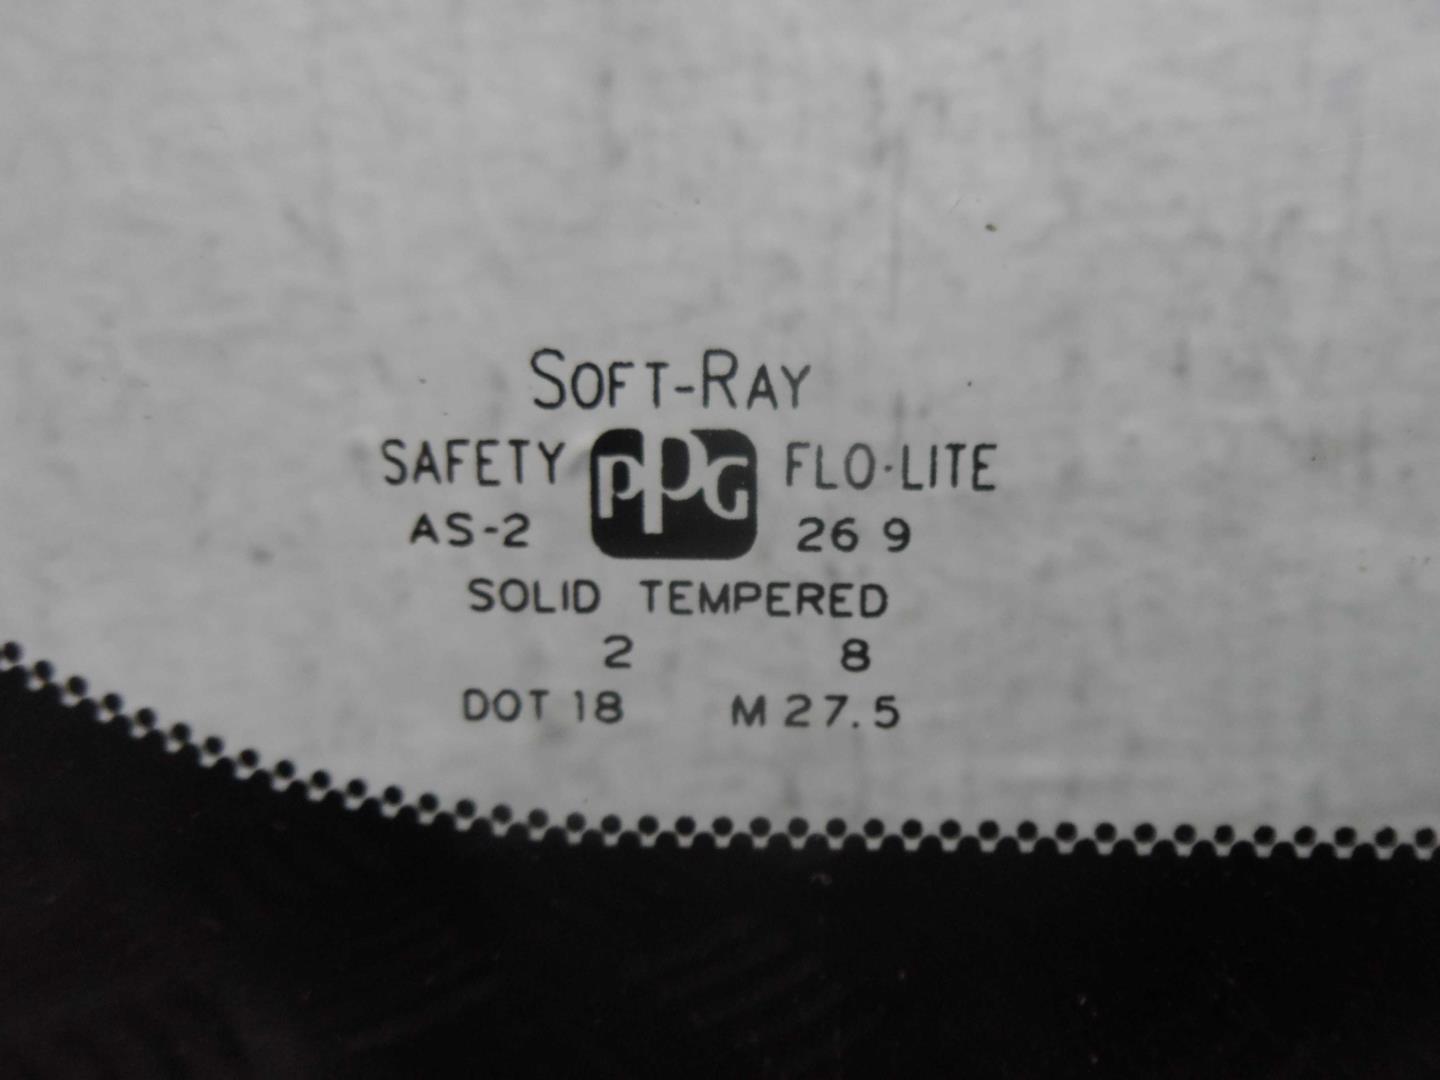 SOFT-RAY
SAFETY PPG FLO·LITE
AS-2 26 9
SOLID TEMPERED
2 8
DOT 18 M 27.5